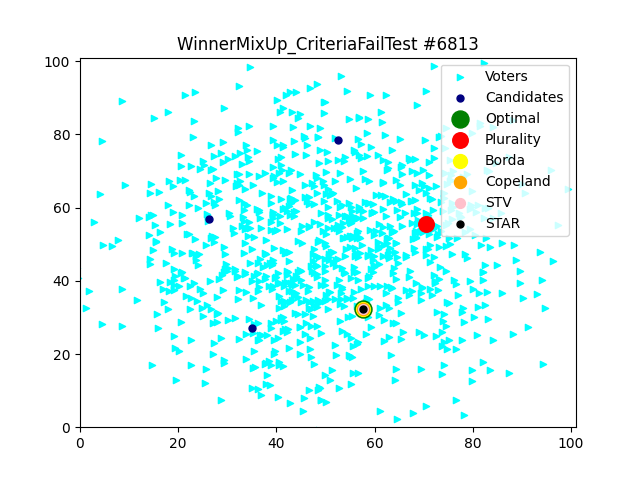 WinnerMixUp_CriteriaFailTest #6813
100
80
60
40
20
0
0
20
40
60
80
100
Voters
Candidates
Optimal
Plurality
Borda
Copeland
STV
STAR